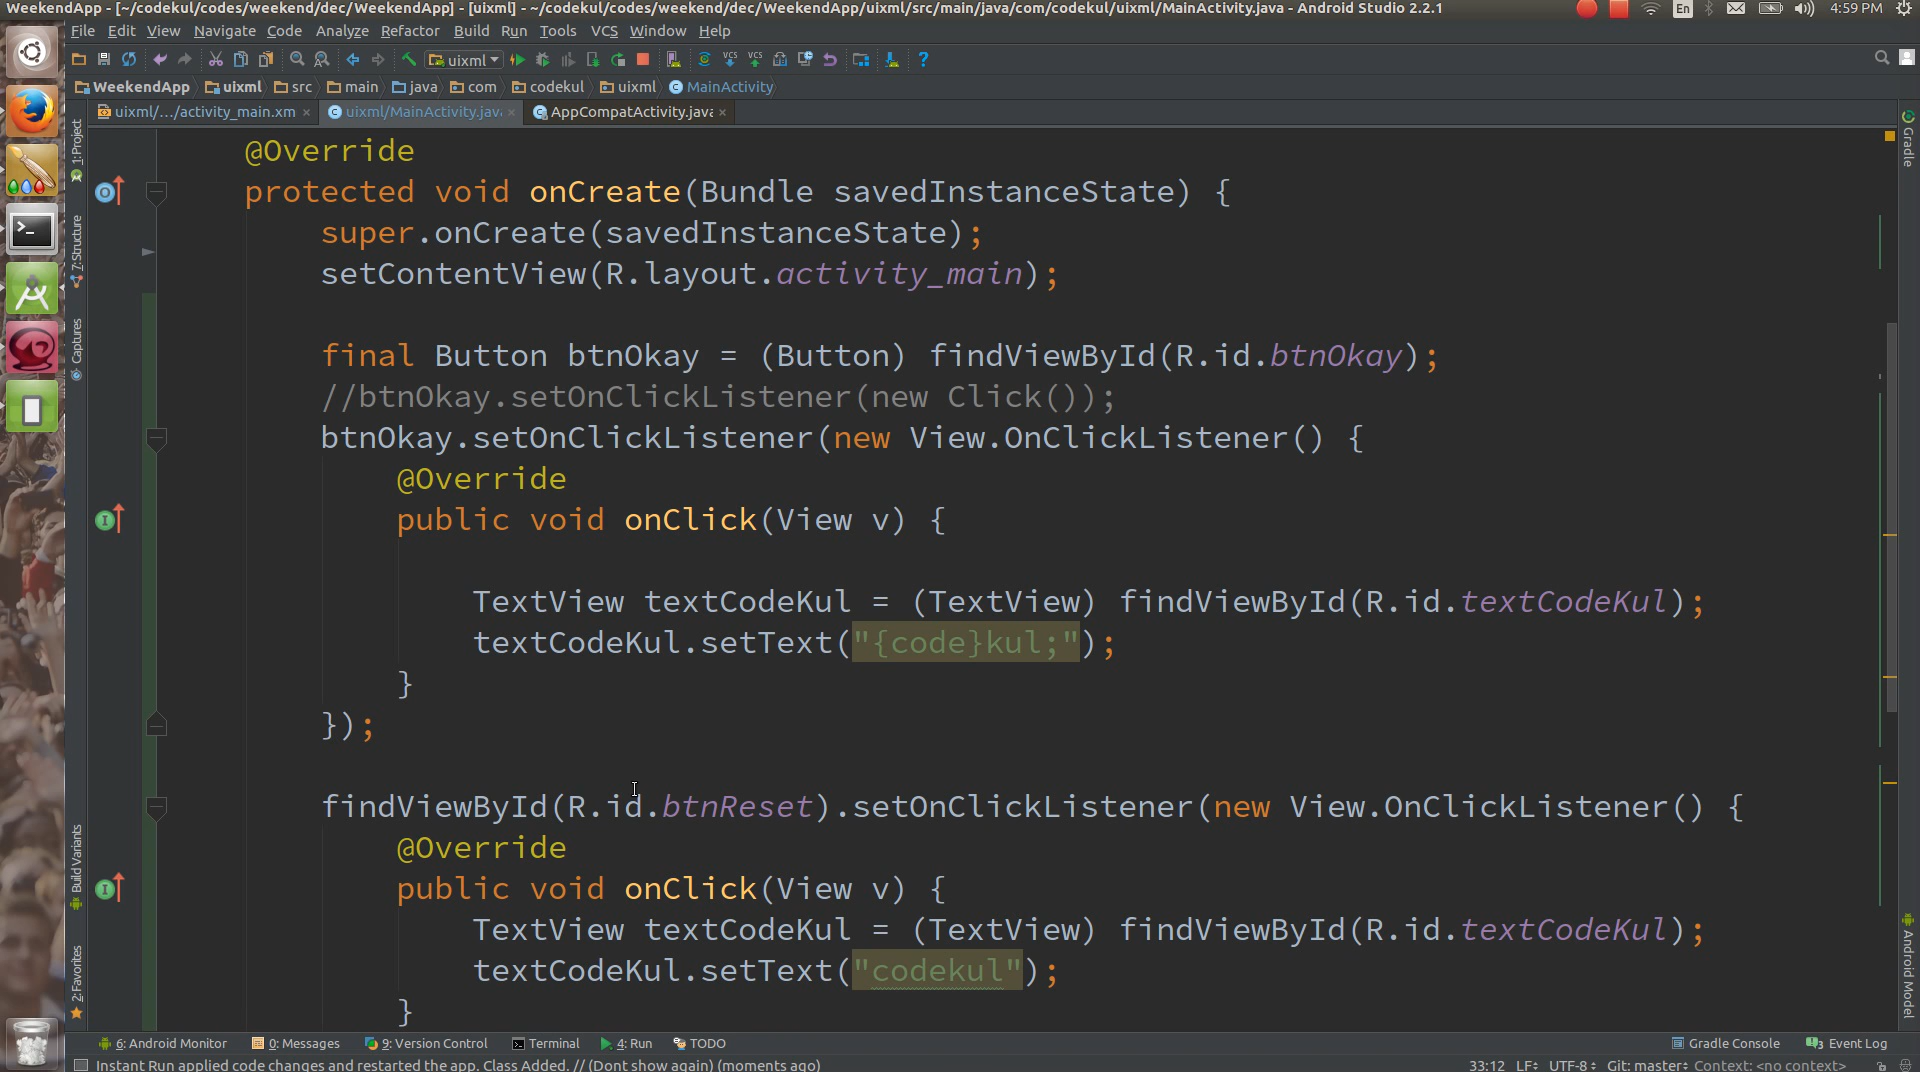 WeekendApp - [~/codekul/codes/weekend/dec/WeekendApp] - [uixml] - ~/codekul/codes/weekend/dec/WeekendApp/uixml/src/main/java/com/codekul/uixml/MainActivity.java - Android Studio 2.2.1
En
4:59 PM
File Edit View Navigate Code Analyze Refactor Build Run Tools VCS Window Help
uixml
VCS VCS
WeekendApp uixml src main java com codekul uixml MainActivity
uixml/.../activity_main.xm uixml/MainActivity.java AppCompatActivity.java
1: Project
7: Structure
Captures
Build Variants
2: Favorites
Gradle
Android Model
@Override
protected void onCreate(Bundle savedInstanceState) {
super.onCreate(savedInstanceState);
setContentView(R.layout.activity_main);
final Button btnOkay = (Button) findViewById(R.id.btnOkay);
//btnOkay.setOnClickListener(new Click());
btnOkay.setOnClickListener(new View.OnClickListener() {
@Override
public void onClick(View v) {
TextView textCodeKul = (TextView) findViewById(R.id.textCodeKul);
textCodeKul.setText("{code}kul;");
}
});
findViewById(R.id.btnReset).setOnClickListener(new View.OnClickListener() {
@Override
public void onClick(View v) {
TextView textCodeKul = (TextView) findViewById(R.id.textCodeKul);
textCodeKul.setText("codekul");
}
6: Android Monitor 0: Messages 9: Version Control Terminal 4: Run TODO Gradle Console Event Log
Instant Run applied code changes and restarted the app. Class Added. // (Dont show again) (moments ago) 33:12 LF UTF-8 Git: master Context: <no context>